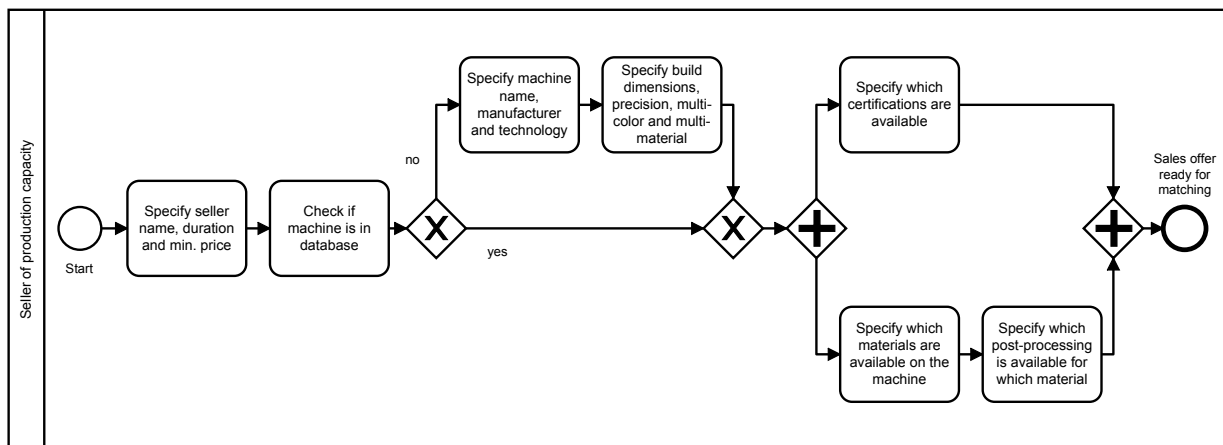 Seller of production capacity
Start
Specify seller
name, duration
and min. price
Check if
machine is in
database
no
yes
Specify machine
name,
manufacturer
and technology
Specify build
dimensions,
precision, multi-
color and multi-
material
Specify which
certifications are
available
Specify which
materials are
available on the
machine
Specify which
post-processing
is available for
which material
Sales offer
ready for
matching